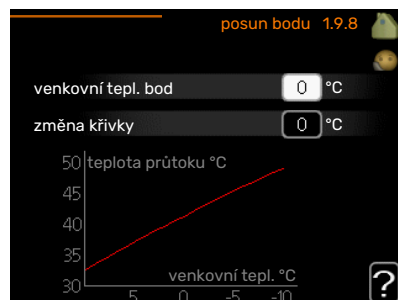 posun bodu 1.9.8
venkovní tepl. bod 0 °C
změna křivky 0 °C
50 teplota průtoku °C
45
40
35
venkovní tepl. °C
30
5 0 -5 -10
?